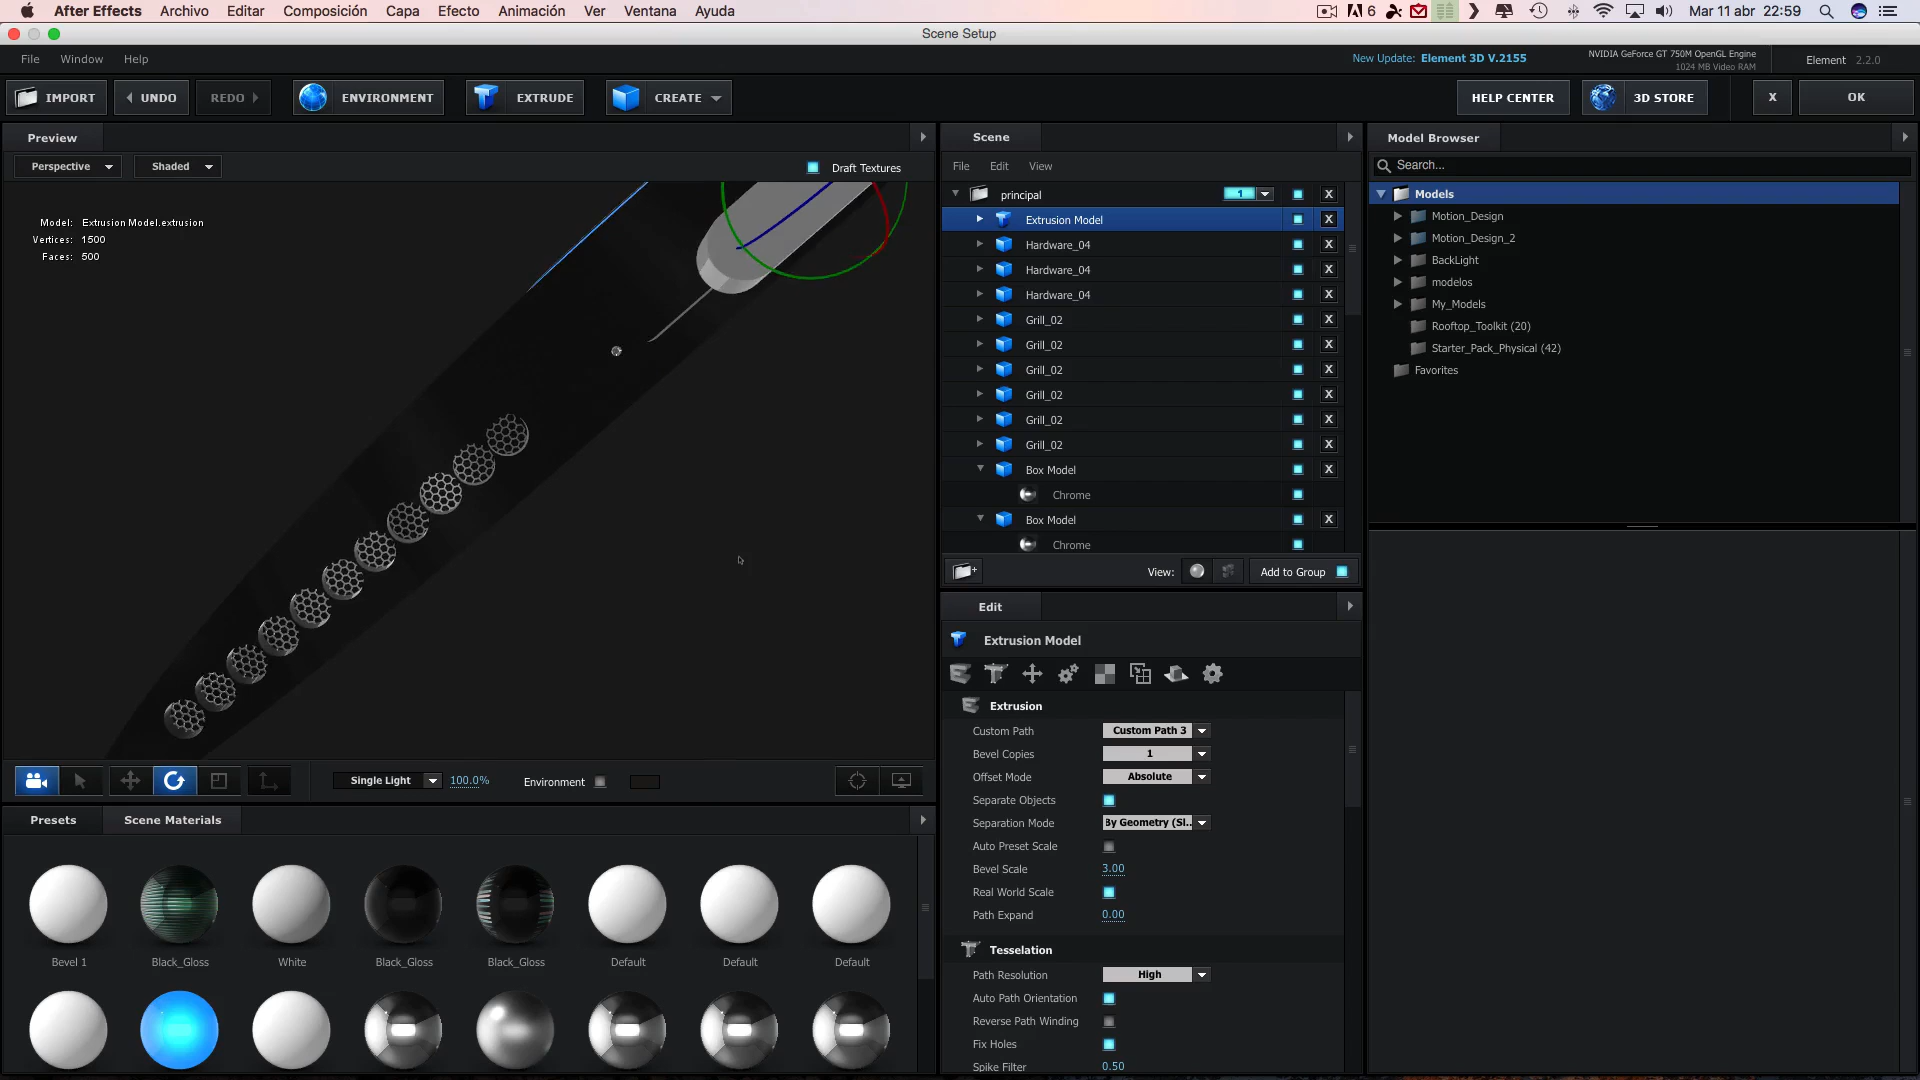 After Effects Archivo Editar Composición Capa Efecto Animación Ver Ventana Ayuda 6 Mar 11 abr 22:59
Scene Setup
File Window Help New Update: Element 3D V.2155 NVIDIA GeForce GT 750M OpenGL Engine
1024 MB Video RAM
Element 2.2.0
IMPORT UNDO REDO ENVIRONMENT EXTRUDE CREATE HELP CENTER 3D STORE X OK
Preview
Perspective Shaded Draft Textures
Model: Extrusion Model.extrusion
Vertices: 1500
Faces: 500
Single Light 100.0% Environment
Presets Scene Materials
Bevel 1 Black_Gloss White Black_Gloss Black_Gloss Default Default Default
Scene
File Edit View
principal 1 X
Extrusion Model X
Hardware_04 X
Hardware_04 X
Hardware_04 X
Grill_02 X
Grill_02 X
Grill_02 X
Grill_02 X
Grill_02 X
Grill_02 X
Box Model X
Chrome
Box Model X
Chrome
View: Add to Group
Edit
Extrusion Model
Extrusion
Custom Path Custom Path 3
Bevel Copies 1
Offset Mode Absolute
Separate Objects
Separation Mode By Geometry (Sl..
Auto Preset Scale
Bevel Scale 3.00
Real World Scale
Path Expand 0.00
Tesselation
Path Resolution High
Auto Path Orientation
Reverse Path Winding
Fix Holes
Spike Filter 0.50
Model Browser
Search...
Models
Motion_Design
Motion_Design_2
BackLight
modelos
My_Models
Rooftop_Toolkit (20)
Starter_Pack_Physical (42)
Favorites